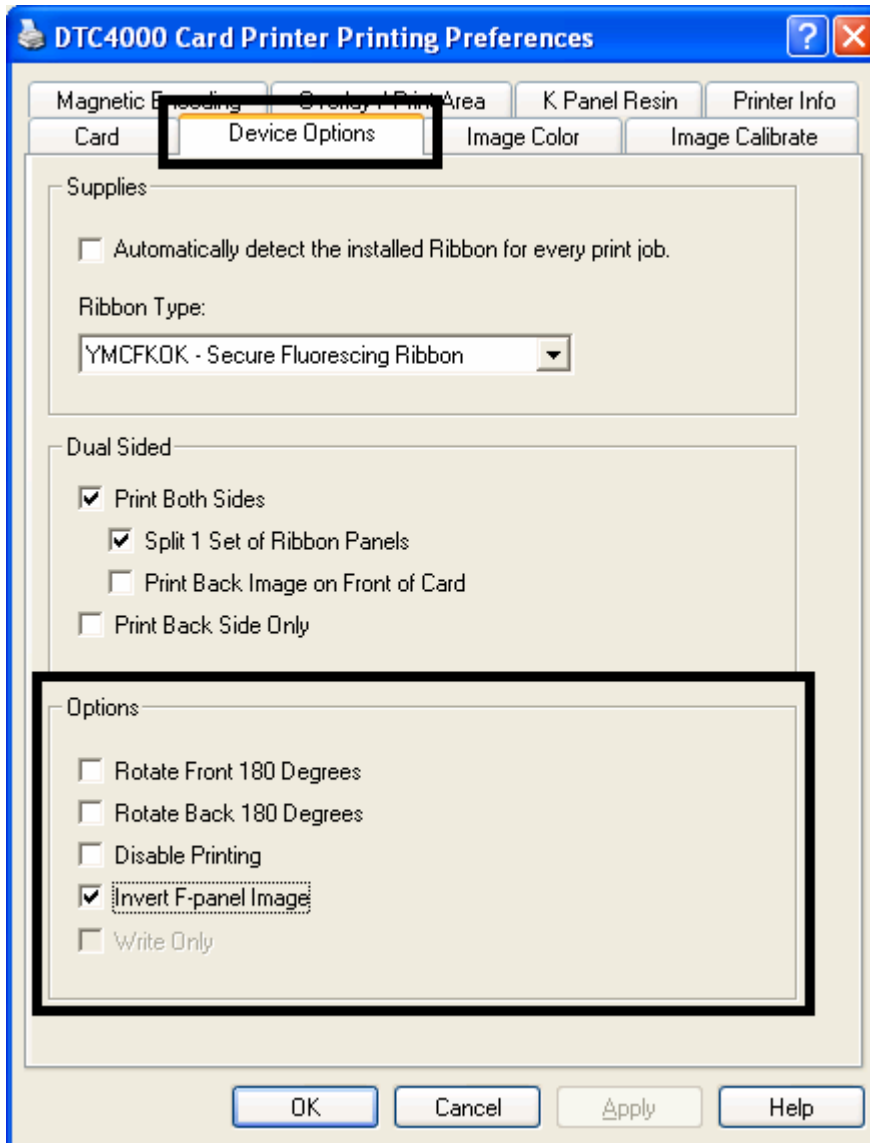 DTC4000 Card Printer Printing Preferences
Magnetic Encoding Overlay / Print Area K Panel Resin Printer Info
Card Device Options Image Color Image Calibrate
Supplies
Automatically detect the installed Ribbon for every print job.
Ribbon Type:
YMCFKOK - Secure Fluorescing Ribbon
Dual Sided
Print Both Sides
Split 1 Set of Ribbon Panels
Print Back Image on Front of Card
Print Back Side Only
Options
Rotate Front 180 Degrees
Rotate Back 180 Degrees
Disable Printing
Invert F-panel Image
Write Only
OK Cancel Apply Help